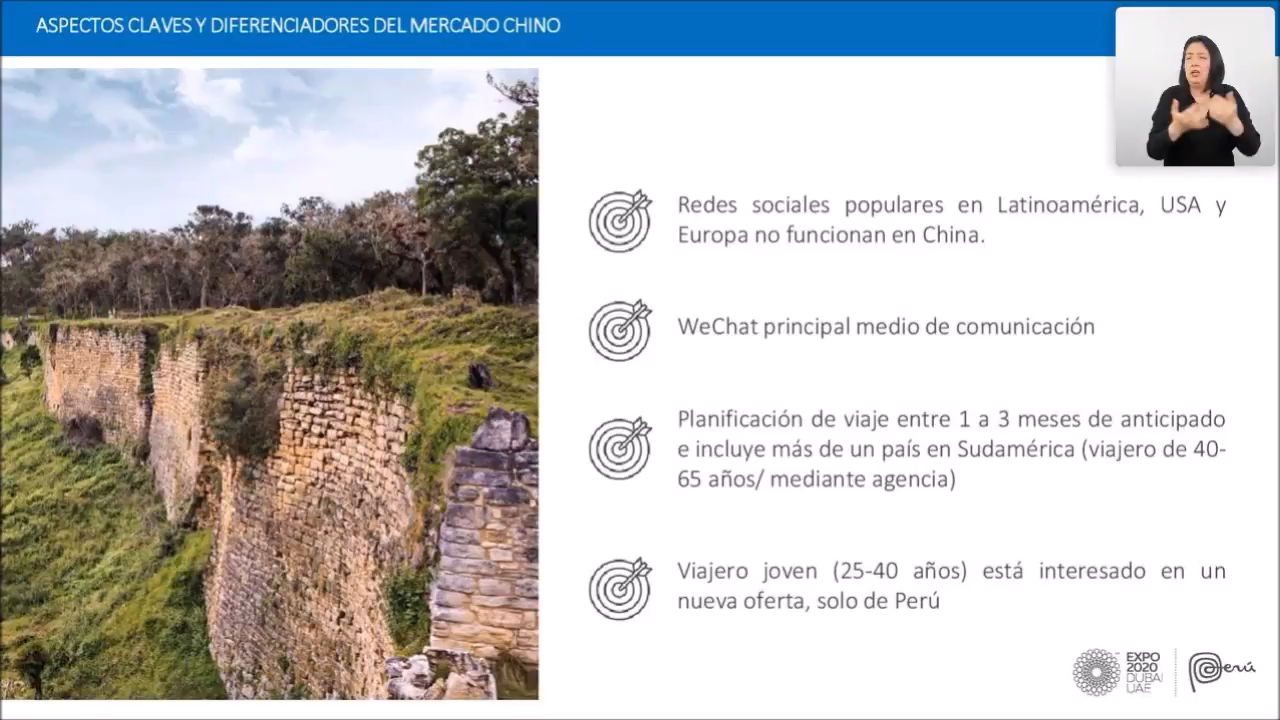 ASPECTOS CLAVES Y DIFERENCIADORES DEL MERCADO CHINO
Redes sociales populares en Latinoamérica, USA y
Europa no funcionan en China.
WeChat principal medio de comunicación
Planificación de viaje entre 1 a 3 meses de anticipado
e incluye más de un país en Sudamérica (viajero de 40-
65 años/ mediante agencia)
Viajero joven (25-40 años) está interesado en un
nueva oferta, solo de Perú
EXPO
2020
DUBAI
UAE
Perú